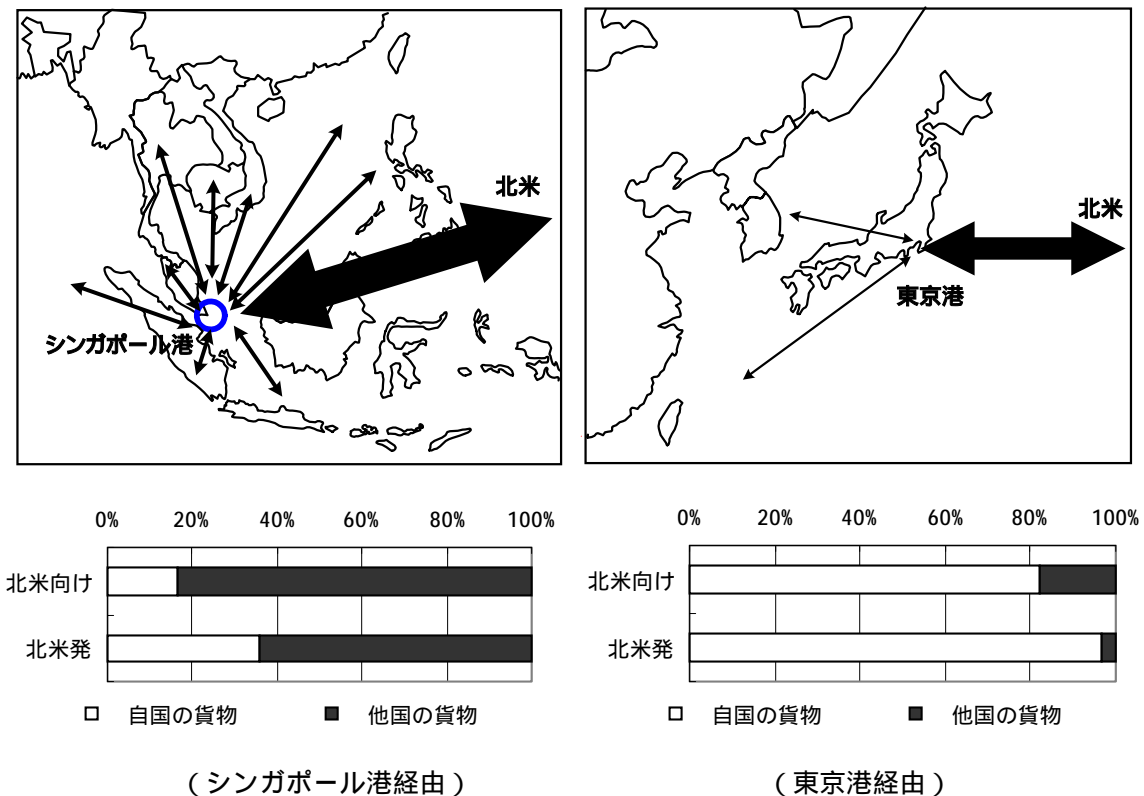 北米
シンガポール港
北米
東京港
0% 20% 40% 60% 80% 100%
北米向け
北米発
□ 自国の貨物 ■ 他国の貨物
(シンガポール港経由)
0% 20% 40% 60% 80% 100%
北米向け
北米発
□ 自国の貨物 ■ 他国の貨物
(東京港経由)